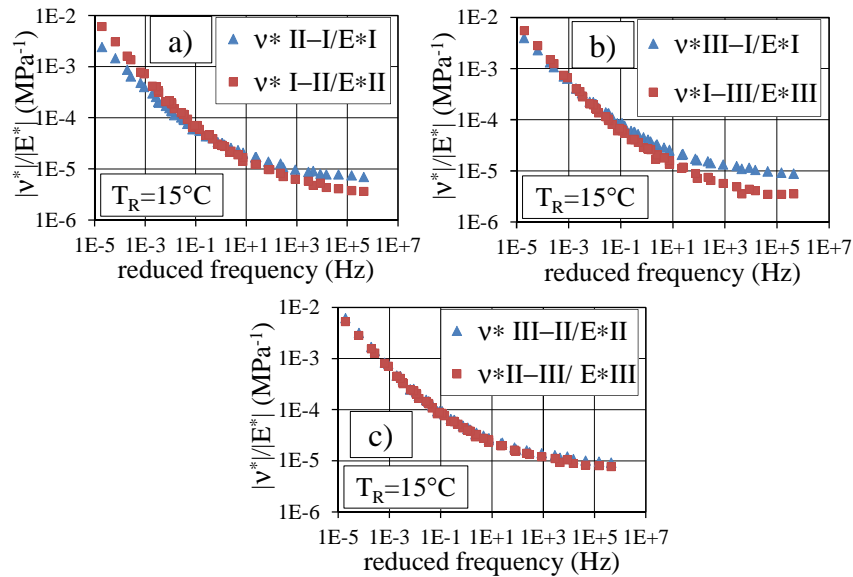 a)
ν* II–I/E*I
ν* I–II/E*II
T_R=15°C
|ν*|/|E*| (MPa⁻¹)
1E-2
1E-3
1E-4
1E-5
1E-6
1E-5 1E-3 1E-1 1E+1 1E+3 1E+5 1E+7
reduced frequency (Hz)
b)
ν*III–I/E*I
ν*I–III/E*III
T_R=15°C
|ν*|/|E*| (MPa⁻¹)
1E-2
1E-3
1E-4
1E-5
1E-6
1E-5 1E-3 1E-1 1E+1 1E+3 1E+5 1E+7
reduced frequency (Hz)
c)
ν* III–II/E*II
ν*II–III/ E*III
T_R=15°C
|ν*|/|E*| (MPa⁻¹)
1E-2
1E-3
1E-4
1E-5
1E-6
1E-5 1E-3 1E-1 1E+1 1E+3 1E+5 1E+7
reduced frequency (Hz)